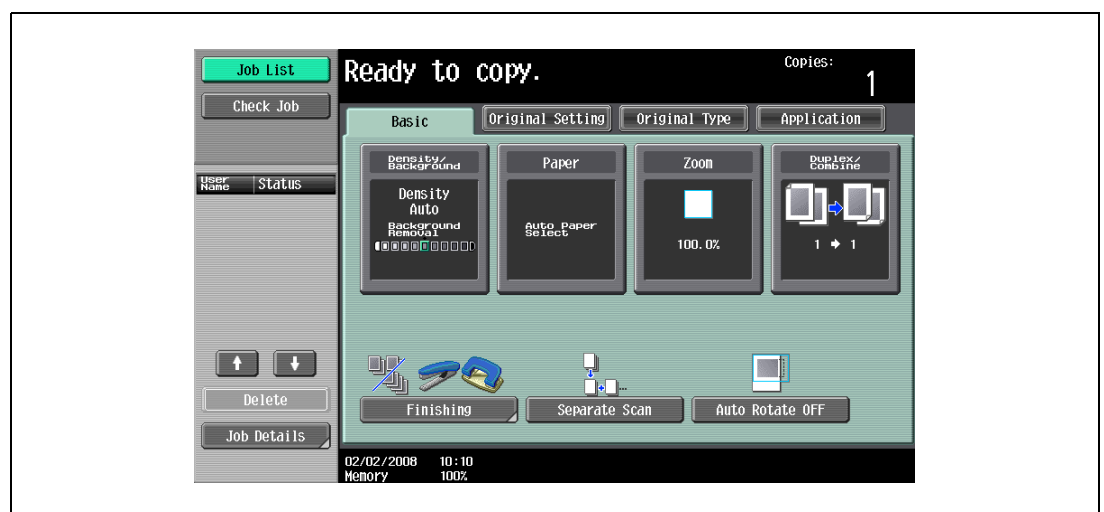 Job List
Check Job
User Name
Status
Delete
Job Details
Ready to copy.
Copies:
1
Basic
Original Setting
Original Type
Application
Density/
Background
Density
Auto
Background
Removal
Paper
Auto Paper
Select
Zoom
100.0%
Duplex/
Combine
1 → 1
Finishing
Separate Scan
Auto Rotate OFF
02/02/2008 10:10
Memory 100%